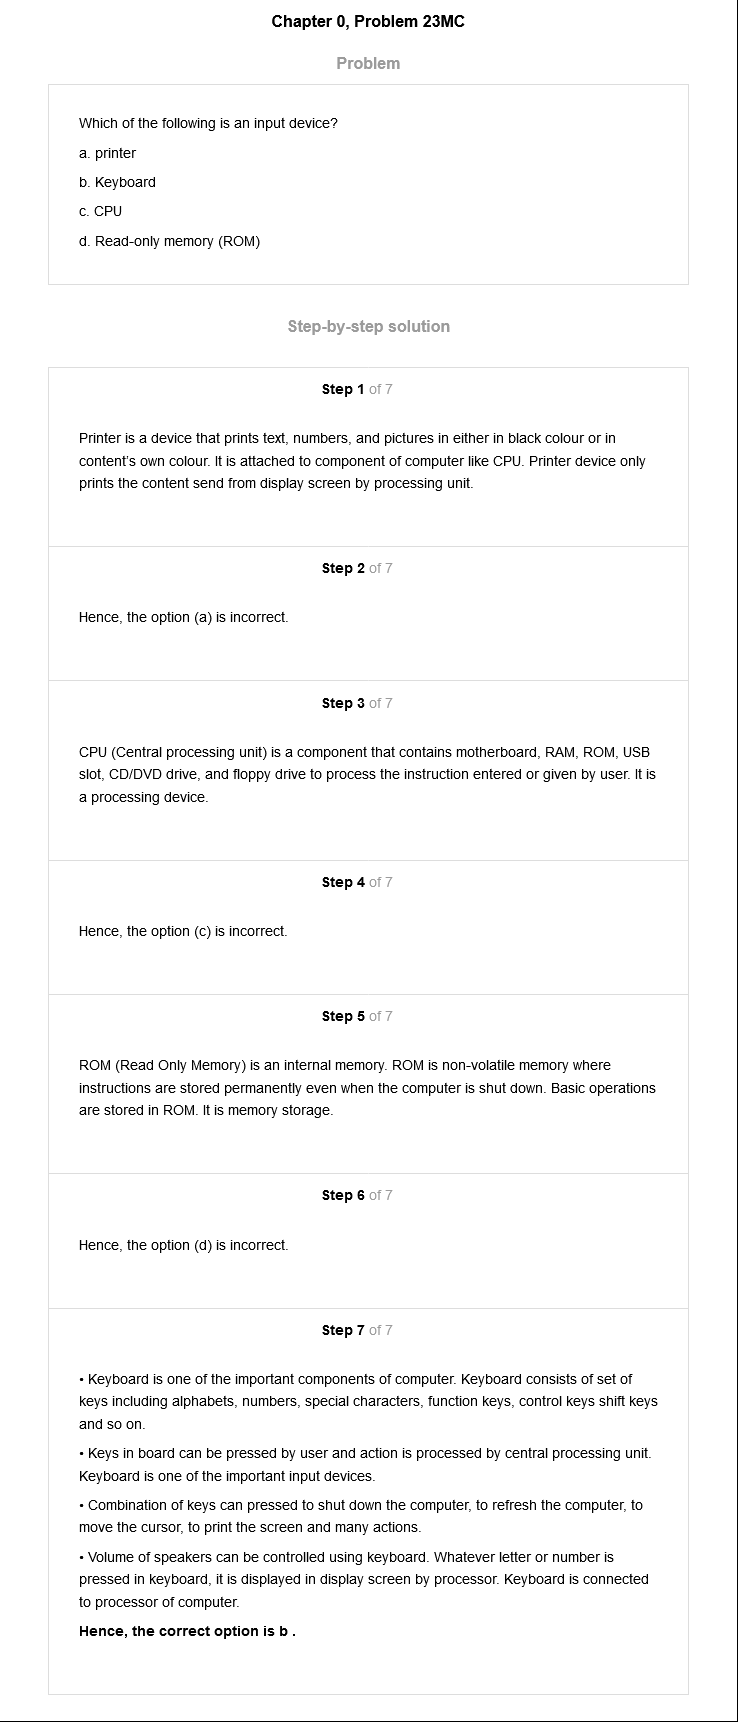 Chapter 0, Problem 23MC
Problem
Which of the following is an input device?
a. printer
b. Keyboard
c. CPU
d. Read-only memory (ROM)
Step-by-step solution
Step 1 of 7
Printer is a device that prints text, numbers, and pictures in either in black colour or in
content's own colour. It is attached to component of computer like CPU. Printer device only
prints the content send from display screen by processing unit.
Step 2 of 7
Hence, the option (a) is incorrect.
Step 3 of 7
CPU (Central processing unit) is a component that contains motherboard, RAM, ROM, USB
slot, CD/DVD drive, and floppy drive to process the instruction entered or given by user. It is
a processing device.
Step 4 of 7
Hence, the option (c) is incorrect.
Step 5 of 7
ROM (Read Only Memory) is an internal memory. ROM is non-volatile memory where
instructions are stored permanently even when the computer is shut down. Basic operations
are stored in ROM. It is memory storage.
Step 6 of 7
Hence, the option (d) is incorrect.
Step 7 of 7
• Keyboard is one of the important components of computer. Keyboard consists of set of
keys including alphabets, numbers, special characters, function keys, control keys shift keys
and so on.
• Keys in board can be pressed by user and action is processed by central processing unit.
Keyboard is one of the important input devices.
• Combination of keys can pressed to shut down the computer, to refresh the computer, to
move the cursor, to print the screen and many actions.
• Volume of speakers can be controlled using keyboard. Whatever letter or number is
pressed in keyboard, it is displayed in display screen by processor. Keyboard is connected
to processor of computer.
Hence, the correct option is b .